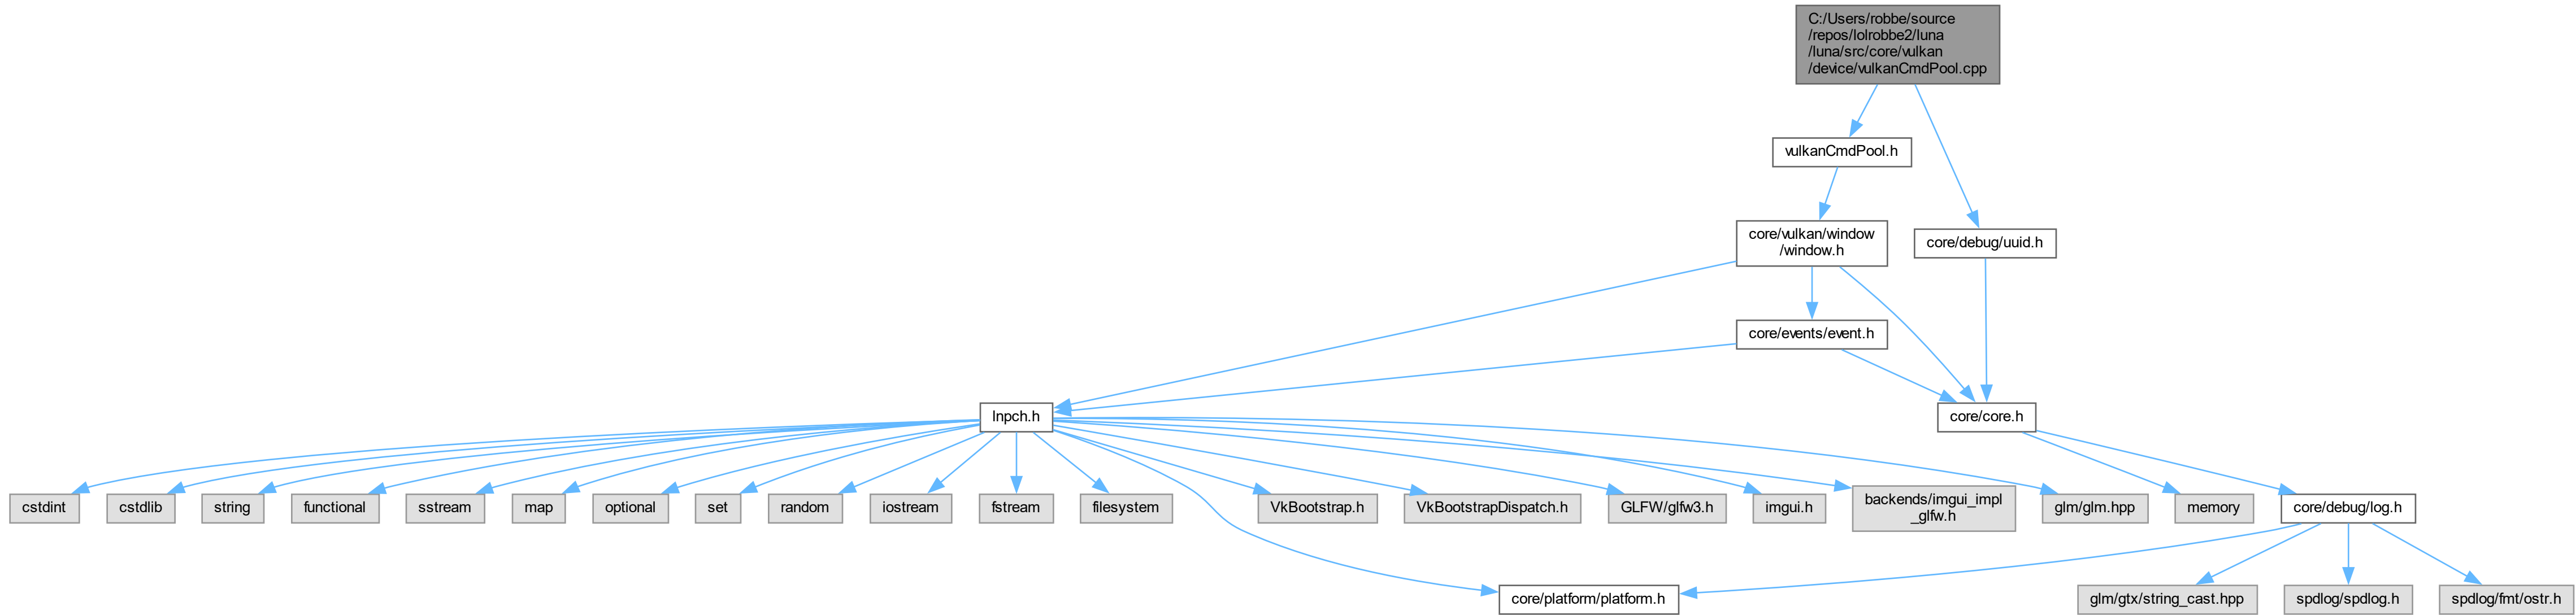 C:/Users/robbe/source
/repos/lolrobbe2/luna
/luna/src/core/vulkan
/device/vulkanCmdPool.cpp
vulkanCmdPool.h
core/vulkan/window
/window.h
core/debug/uuid.h
core/events/event.h
lnpch.h
core/core.h
cstdint
cstdlib
string
functional
sstream
map
optional
set
random
iostream
fstream
filesystem
VkBootstrap.h
VkBootstrapDispatch.h
GLFW/glfw3.h
imgui.h
backends/imgui_impl
_glfw.h
glm/glm.hpp
memory
core/debug/log.h
core/platform/platform.h
glm/gtx/string_cast.hpp
spdlog/spdlog.h
spdlog/fmt/ostr.h